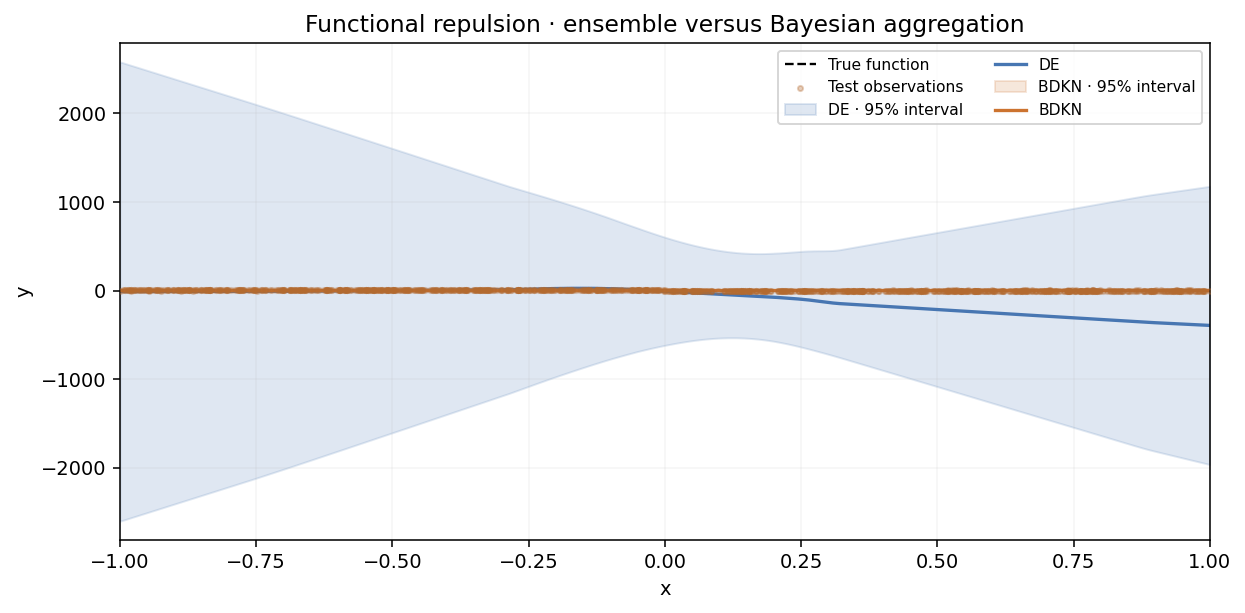 Functional repulsion · ensemble versus Bayesian aggregation
True function
Test observations
DE · 95% interval
DE
BDKN · 95% interval
BDKN
y
2000
1000
0
−1000
−2000
−1.00 −0.75 −0.50 −0.25 0.00 0.25 0.50 0.75 1.00
x